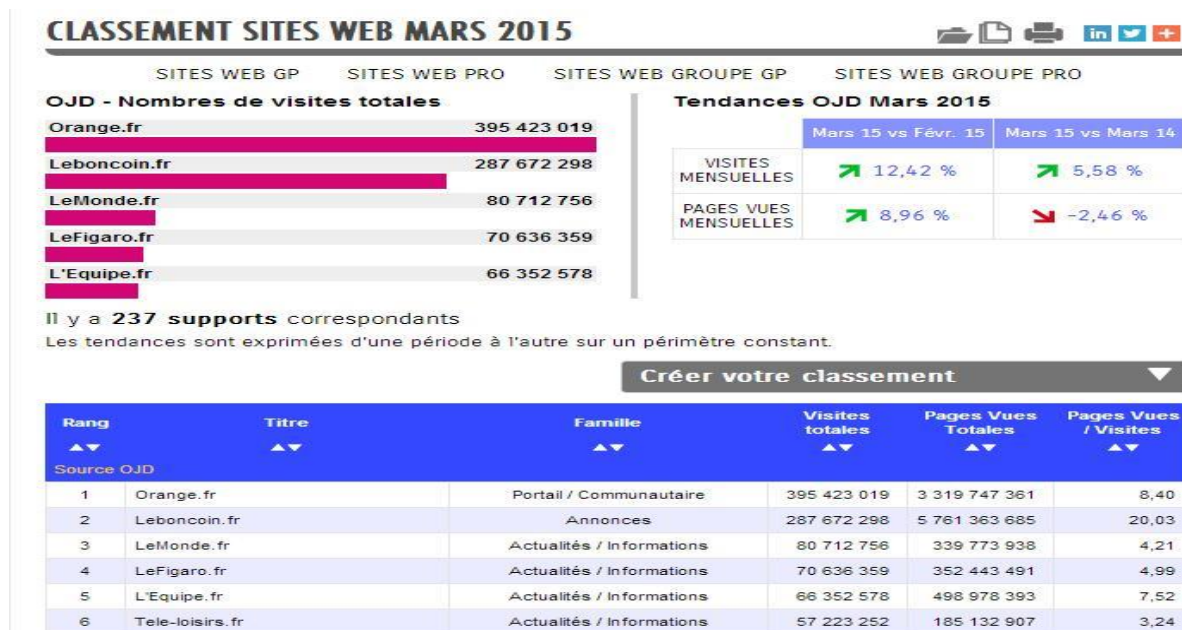 CLASSEMENT SITES WEB MARS 2015
in
SITES WEB GP SITES WEB PRO SITES WEB GROUPE GP SITES WEB GROUPE PRO
OJD - Nombres de visites totales
Orange.fr 395 423 019
Leboncoin.fr 287 672 298
LeMonde.fr 80 712 756
LeFigaro.fr 70 636 359
L'Equipe.fr 66 352 578
Tendances OJD Mars 2015
Mars 15 vs Févr. 15 Mars 15 vs Mars 14
VISITES
MENSUELLES 12,42 % 5,58 %
PAGES VUES
MENSUELLES 8,96 % -2,46 %
Il y a 237 supports correspondants
Les tendances sont exprimées d'une période à l'autre sur un périmètre constant.
Créer votre classement
Rang Titre Famille Visites totales Pages Vues Totales Pages Vues / Visites
Source OJD
1 Orange.fr Portail / Communautaire 395 423 019 3 319 747 361 8,40
2 Leboncoin.fr Annonces 287 672 298 5 761 363 685 20,03
3 LeMonde.fr Actualités / Informations 80 712 756 339 773 938 4,21
4 LeFigaro.fr Actualités / Informations 70 636 359 352 443 491 4,99
5 L'Equipe.fr Actualités / Informations 66 352 578 498 978 393 7,52
6 Tele-loisirs.fr Actualités / Informations 57 223 252 185 132 907 3,24